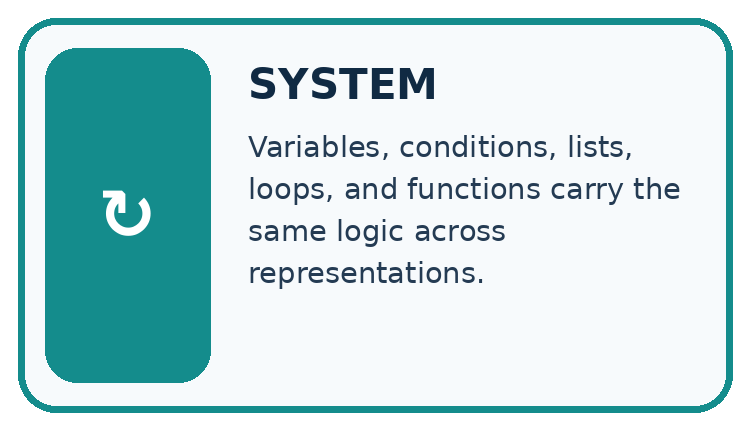 SYSTEM
Variables, conditions, lists,
loops, and functions carry the
same logic across
representations.